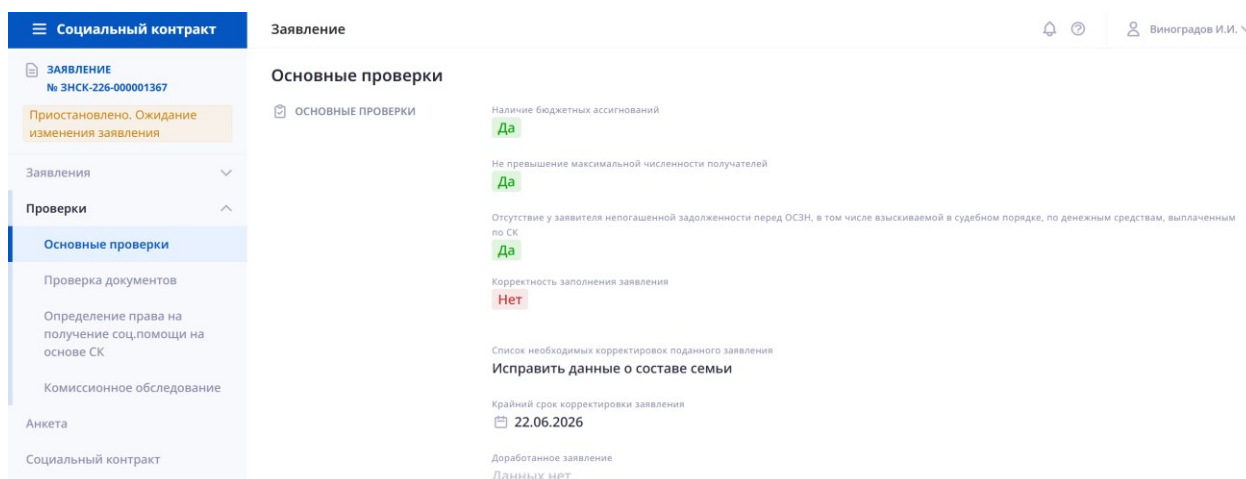 Социальный контракт
Заявление
Виноградов И.И.
ЗАЯВЛЕНИЕ
№ ЗНСК-226-000001367
Приостановлено. Ожидание
изменения заявления
Заявления
Проверки
Основные проверки
Проверка документов
Определение права на
получение соц.помощи на
основе СК
Комиссионное обследование
Анкета
Социальный контракт
Основные проверки
ОСНОВНЫЕ ПРОВЕРКИ
Наличие бюджетных ассигнований
Да
Не превышение максимальной численности получателей
Да
Отсутствие у заявителя непогашенной задолженности перед ОСЗН, в том числе взыскиваемой в судебном порядке, по денежным средствам, выплаченным
по СК
Да
Корректность заполнения заявления
Нет
Список необходимых корректировок поданного заявления
Исправить данные о составе семьи
Крайний срок корректировки заявления
22.06.2026
Доработанное заявление
Данных нет